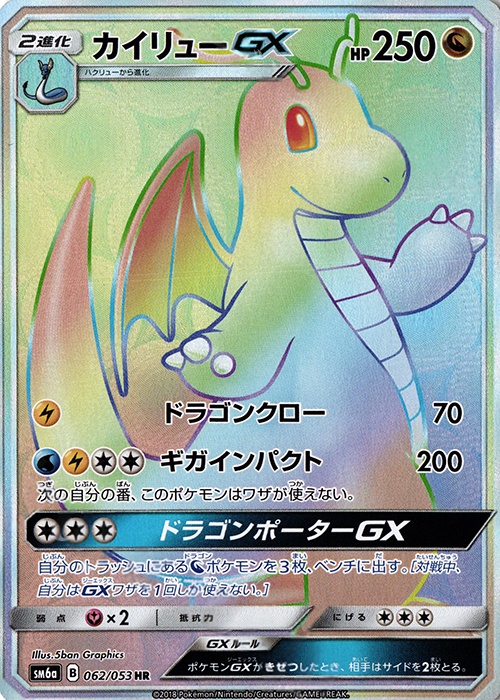 2進化 カイリューGX HP250
ハクリューから進化
ドラゴンクロー 70
ギガインパクト 200
次の自分の番、このポケモンはワザが使えない。
ドラゴンポーターGX
自分のトラッシュにあるポケモンを3枚、ベンチに出す。[対戦中、
自分はGXワザを1回しか使えない。]
弱点 ×2 抵抗力 にげる
GXルール
Illus. 5ban Graphics
ポケモンGXがきぜつしたとき、相手はサイドを2枚とる。
SM6a B 062/053 HR
©2018 Pokémon/Nintendo/Creatures/GAME FREAK.